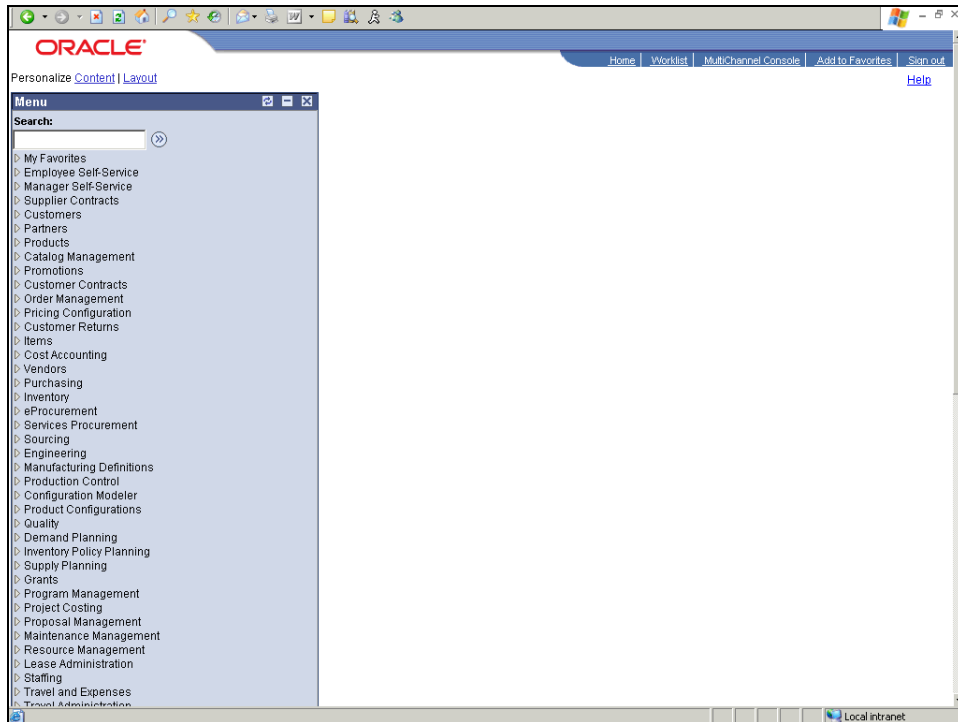 ORACLE
Home | Worklist | MultiChannel Console | Add to Favorites | Sign out
Personalize Content | Layout
Help
Menu
Search:
My Favorites
Employee Self-Service
Manager Self-Service
Supplier Contracts
Customers
Partners
Products
Catalog Management
Promotions
Customer Contracts
Order Management
Pricing Configuration
Customer Returns
Items
Cost Accounting
Vendors
Purchasing
Inventory
eProcurement
Services Procurement
Sourcing
Engineering
Manufacturing Definitions
Production Control
Configuration Modeler
Product Configurations
Quality
Demand Planning
Inventory Policy Planning
Supply Planning
Grants
Program Management
Project Costing
Proposal Management
Maintenance Management
Resource Management
Lease Administration
Staffing
Travel and Expenses
Travel Administration
Local intranet